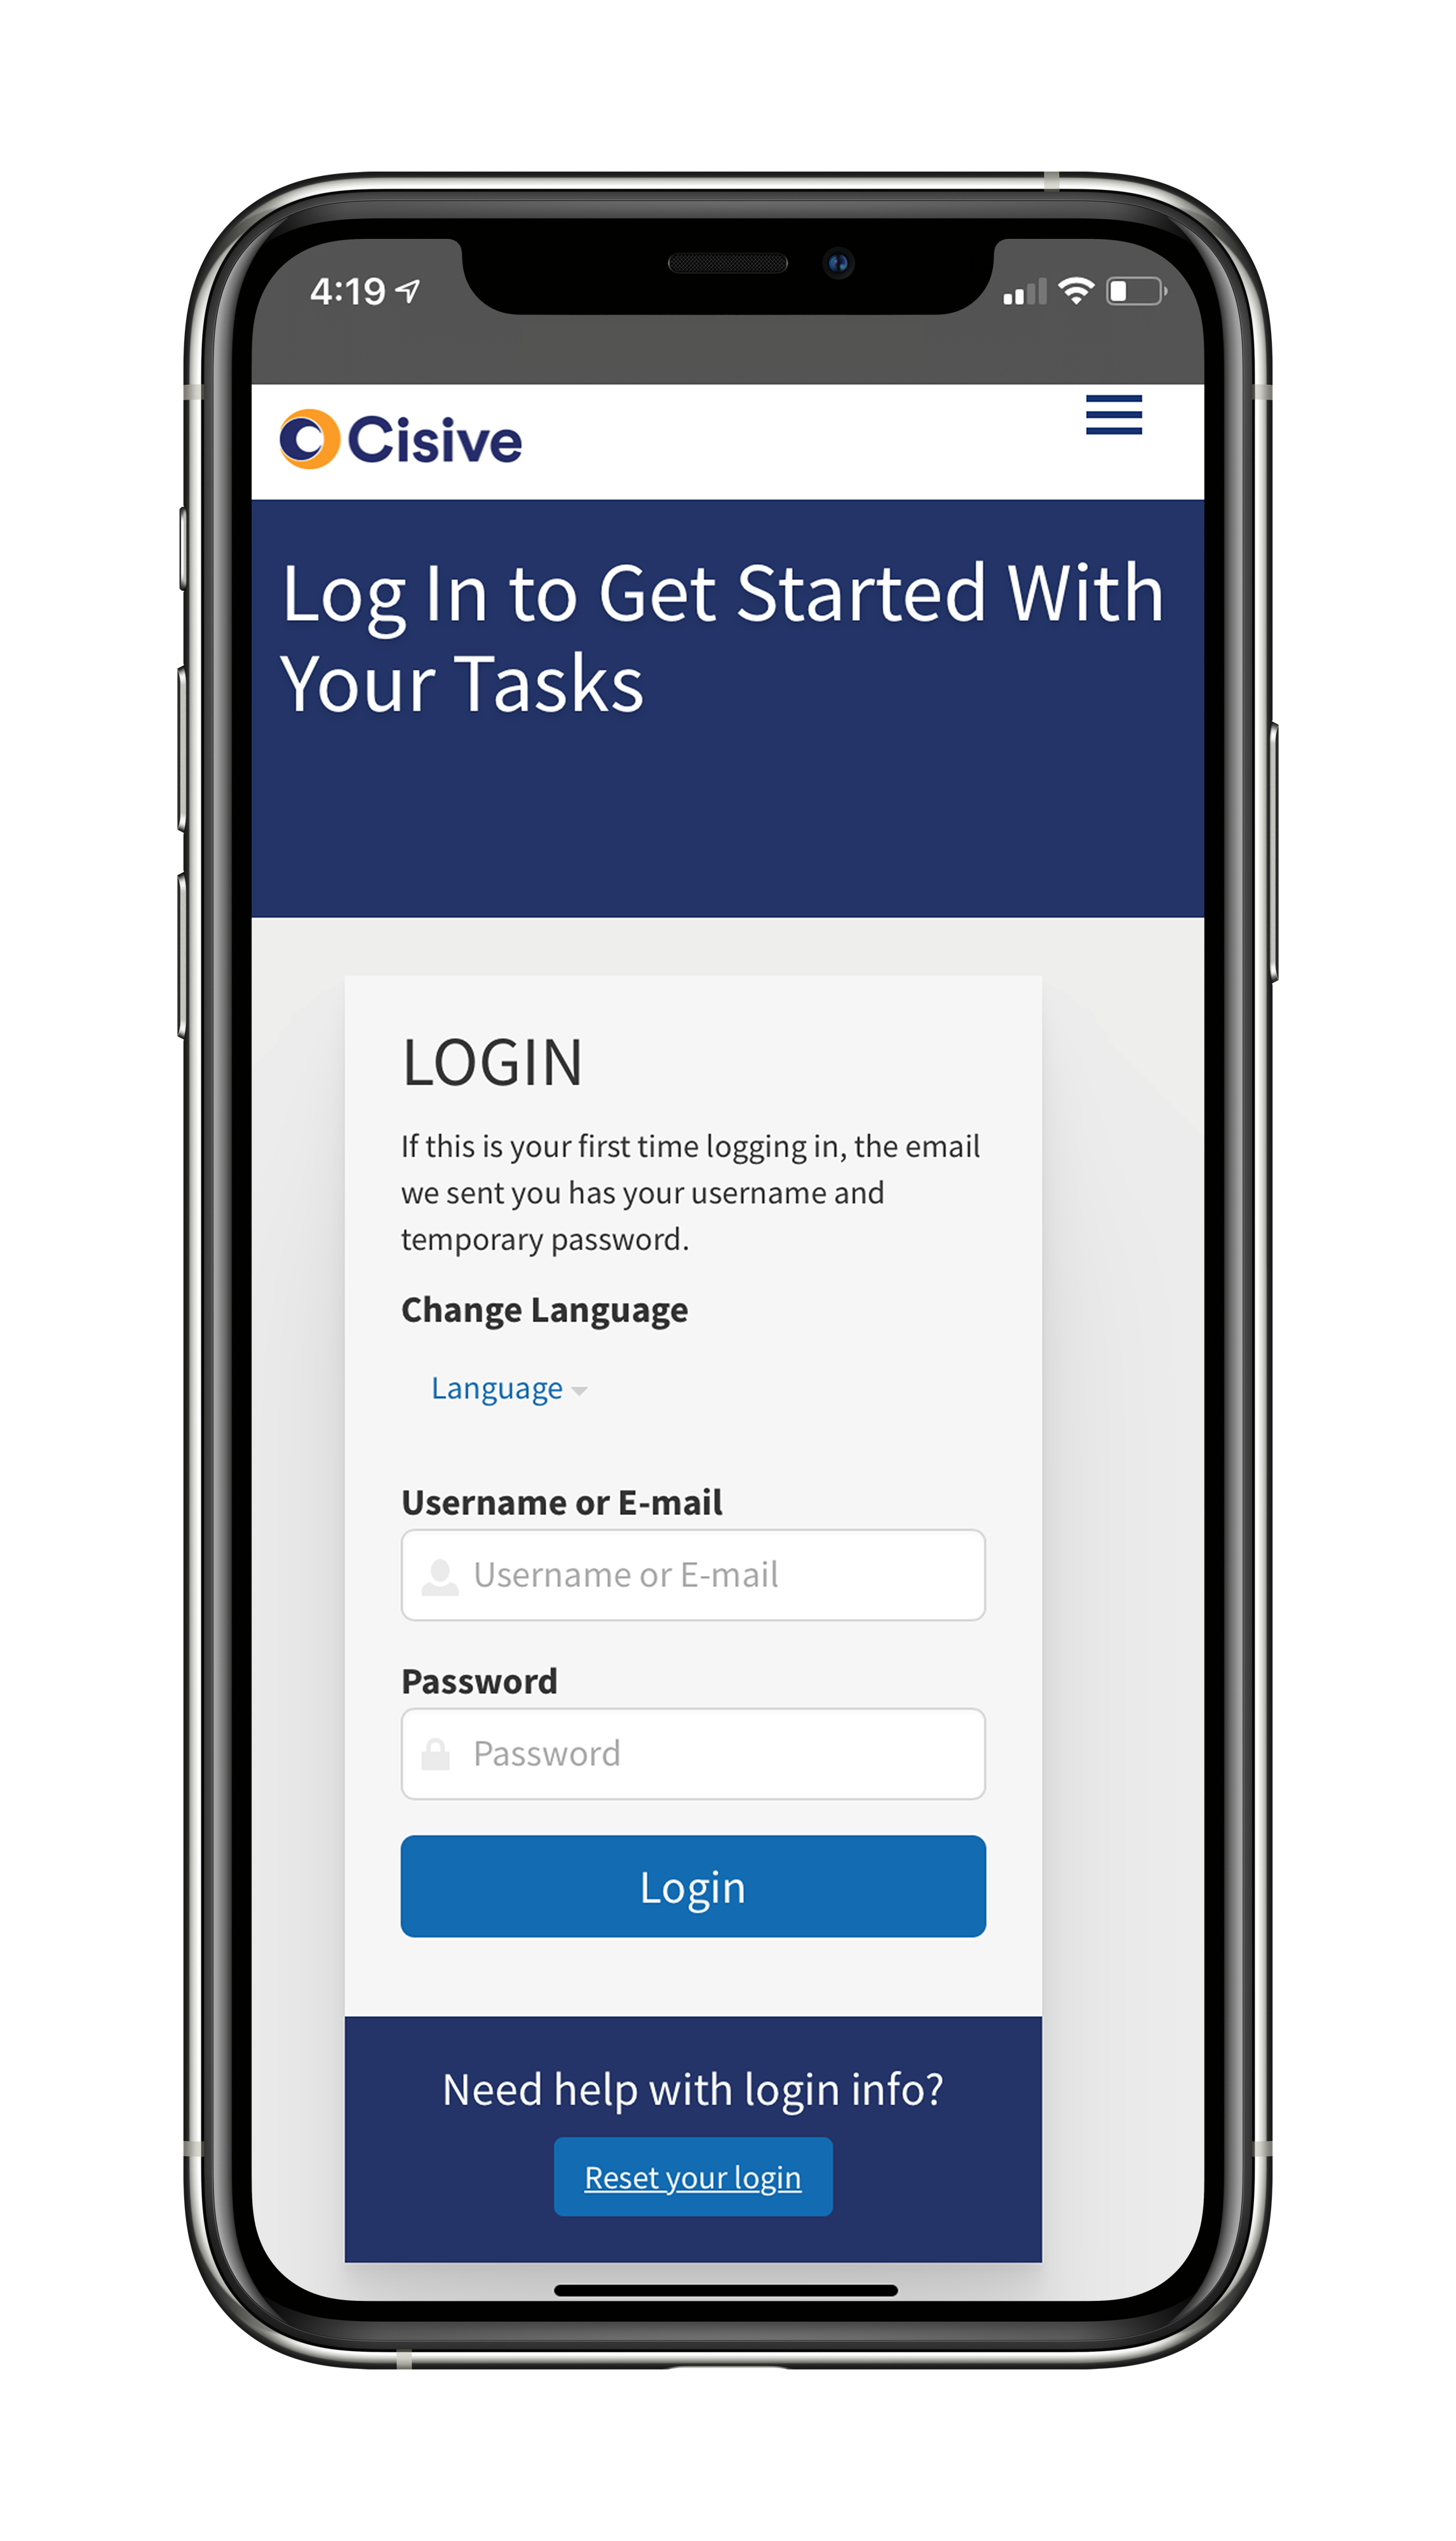 4:19
Cisive
Log In to Get Started With
Your Tasks
LOGIN
If this is your first time logging in, the email
we sent you has your username and
temporary password.
Change Language
Language
Username or E-mail
Username or E-mail
Password
Password
Login
Need help with login info?
Reset your login